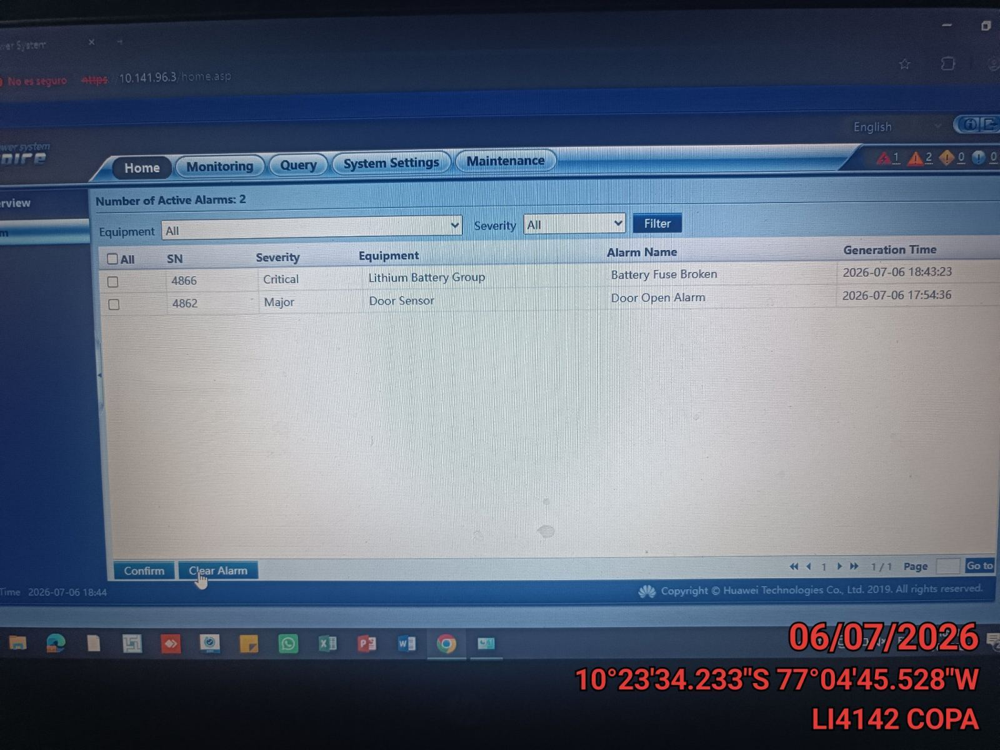 wer System
No es seguro https 10.141.96.3/home.asp
English
wer system
Home Monitoring Query System Settings Maintenance 1 2 0 0
rview
Number of Active Alarms: 2
m
Equipment All Severity All Filter
All SN Severity Equipment Alarm Name Generation Time
4866 Critical Lithium Battery Group Battery Fuse Broken 2026-07-06 18:43:23
4862 Major Door Sensor Door Open Alarm 2026-07-06 17:54:36
Confirm Clear Alarm 1 1 / 1 Page Go to
Time 2026-07-06 18:44
Copyright © Huawei Technologies Co., Ltd. 2019. All rights reserved.
06/07/2026
10°23'34.233"S 77°04'45.528"W
LI4142 COPA